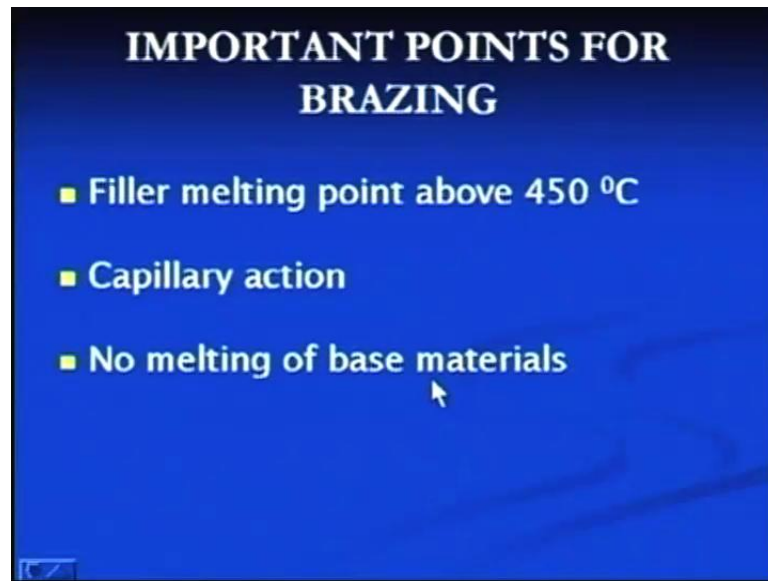 IMPORTANT POINTS FOR
BRAZING
Filler melting point above 450 ⁰C
Capillary action
No melting of base materials